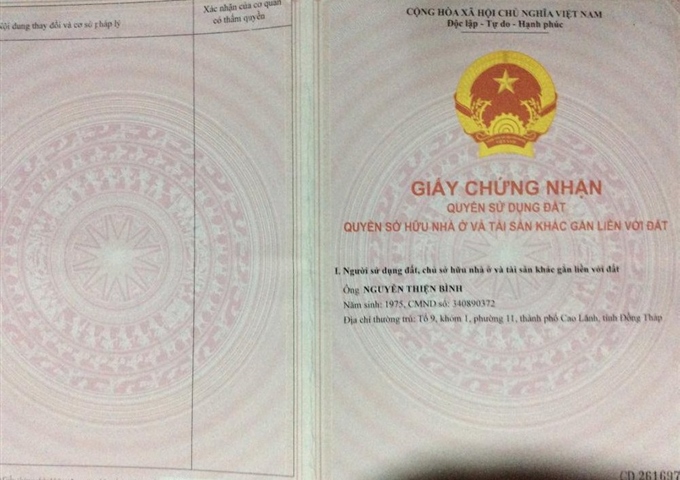 Nội dung thay đổi và cơ sở pháp lý
Xác nhận của cơ quan
có thẩm quyền
CỘNG HÒA XÃ HỘI CHỦ NGHĨA VIỆT NAM
Độc lập - Tự do - Hạnh phúc
GIẤY CHỨNG NHẬN
QUYỀN SỬ DỤNG ĐẤT
QUYỀN SỞ HỮU NHÀ Ở VÀ TÀI SẢN KHÁC GẮN LIỀN VỚI ĐẤT
I. Người sử dụng đất, chủ sở hữu nhà ở và tài sản khác gắn liền với đất
Ông NGUYỄN THIỆN BÌNH
Năm sinh: 1975, CMND số: 340890372
Địa chỉ thường trú: Tổ 9, khóm 1, phường 11, thành phố Cao Lãnh, tỉnh Đồng Tháp
CD 261697